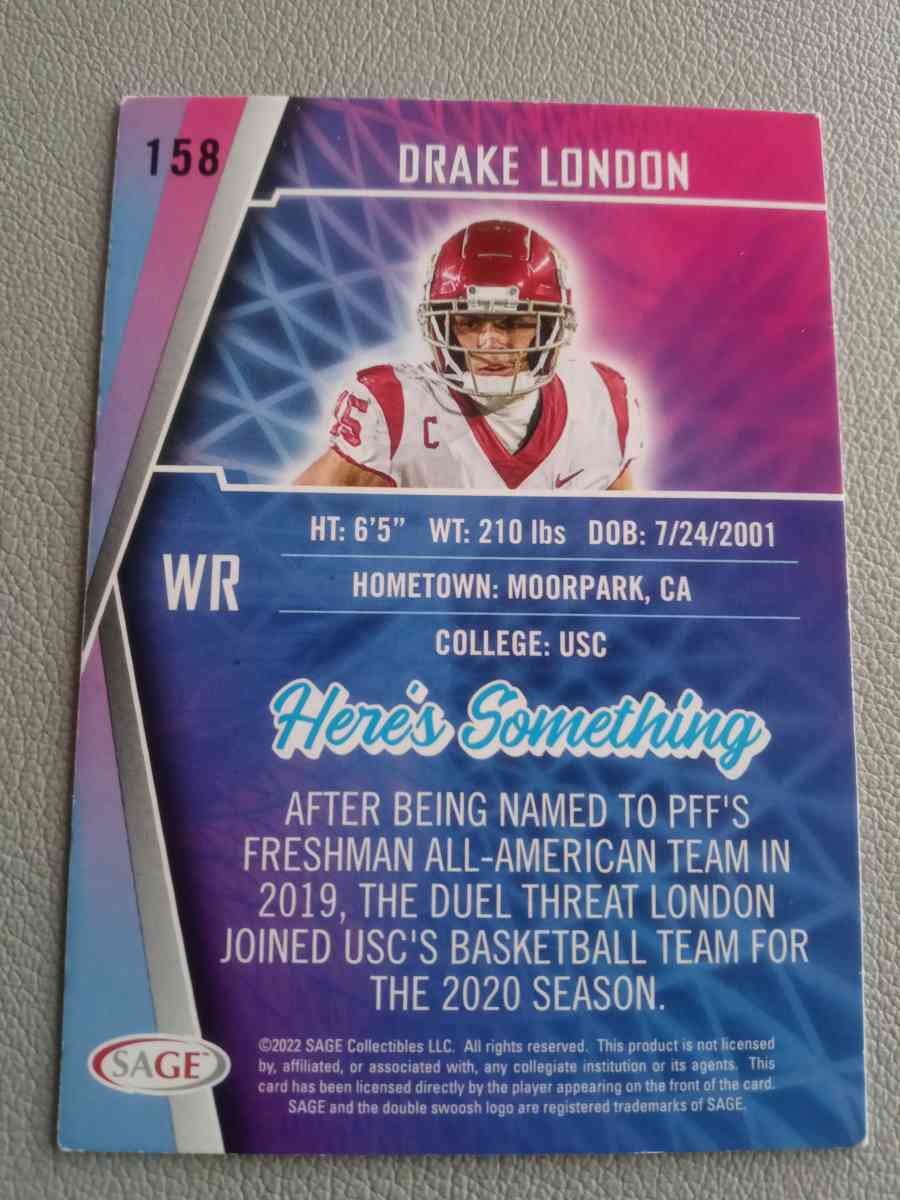 158
DRAKE LONDON
15
C
HT: 6'5" WT: 210 lbs DOB: 7/24/2001
WR
HOMETOWN: MOORPARK, CA
COLLEGE: USC
Here's Something
AFTER BEING NAMED TO PFF'S
FRESHMAN ALL-AMERICAN TEAM IN
2019, THE DUEL THREAT LONDON
JOINED USC'S BASKETBALL TEAM FOR
THE 2020 SEASON.
SAGE™
©2022 SAGE Collectibles LLC. All rights reserved. This product is not licensed
by, affiliated, or associated with, any collegiate institution or its agents. This
card has been licensed directly by the player appearing on the front of the card.
SAGE and the double swoosh logo are registered trademarks of SAGE.